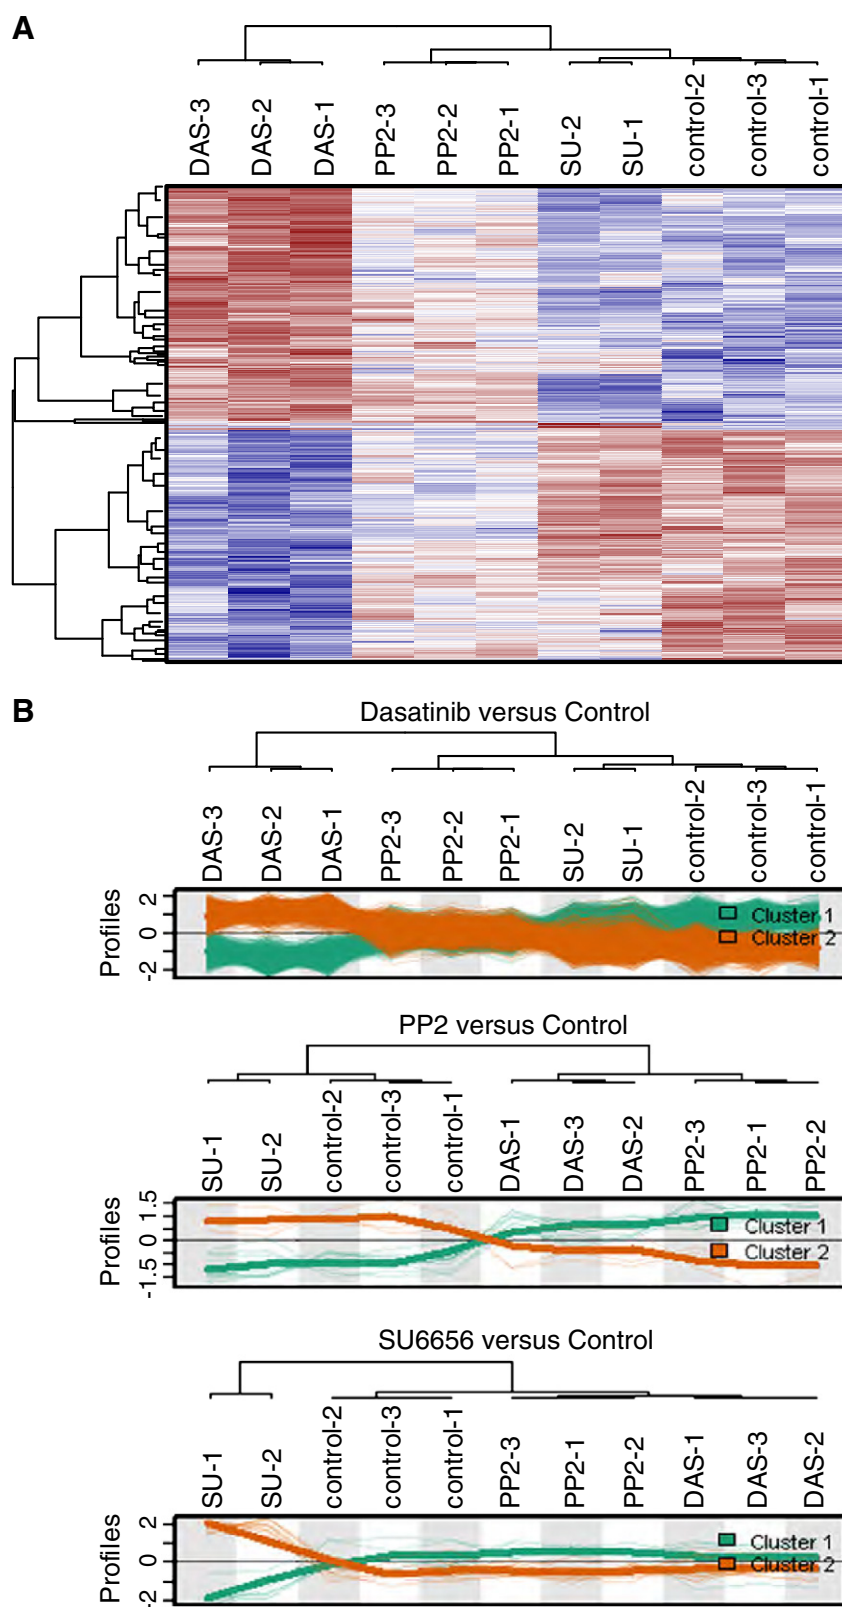 A
DAS-3 DAS-2 DAS-1 PP2-3 PP2-2 PP2-1 SU-2 SU-1 control-2 control-3 control-1
B
Dasatinib versus Control
DAS-3 DAS-2 DAS-1 PP2-3 PP2-2 PP2-1 SU-2 SU-1 control-2 control-3 control-1
Profiles
2
0
-2
Cluster 1
Cluster 2
PP2 versus Control
SU-1 SU-2 control-2 control-3 control-1 DAS-1 DAS-3 DAS-2 PP2-3 PP2-1 PP2-2
Profiles
1.5
0
-1.5
Cluster 1
Cluster 2
SU6656 versus Control
SU-1 SU-2 control-2 control-3 control-1 PP2-3 PP2-1 PP2-2 DAS-1 DAS-3 DAS-2
Profiles
2
0
-2
Cluster 1
Cluster 2